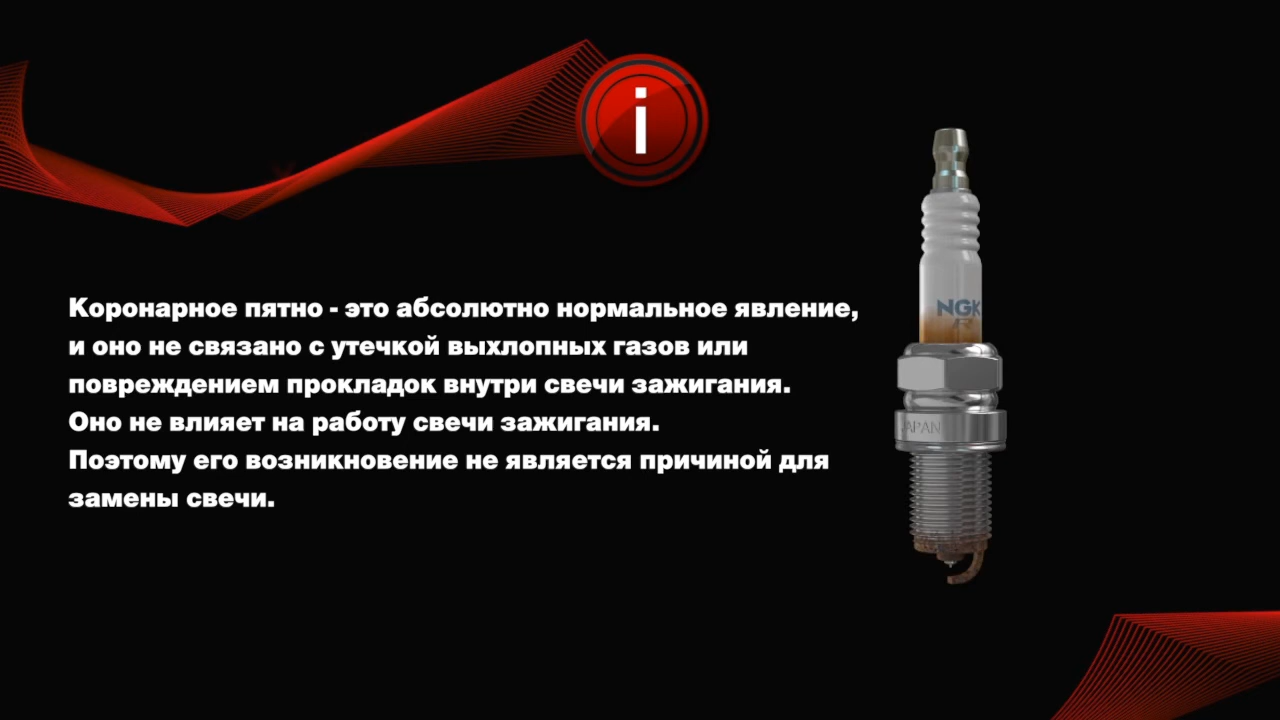 i
Коронарное пятно - это абсолютно нормальное явление,
и оно не связано с утечкой выхлопных газов или
повреждением прокладок внутри свечи зажигания.
Оно не влияет на работу свечи зажигания.
Поэтому его возникновение не является причиной для
замены свечи.
NGK
JAPAN